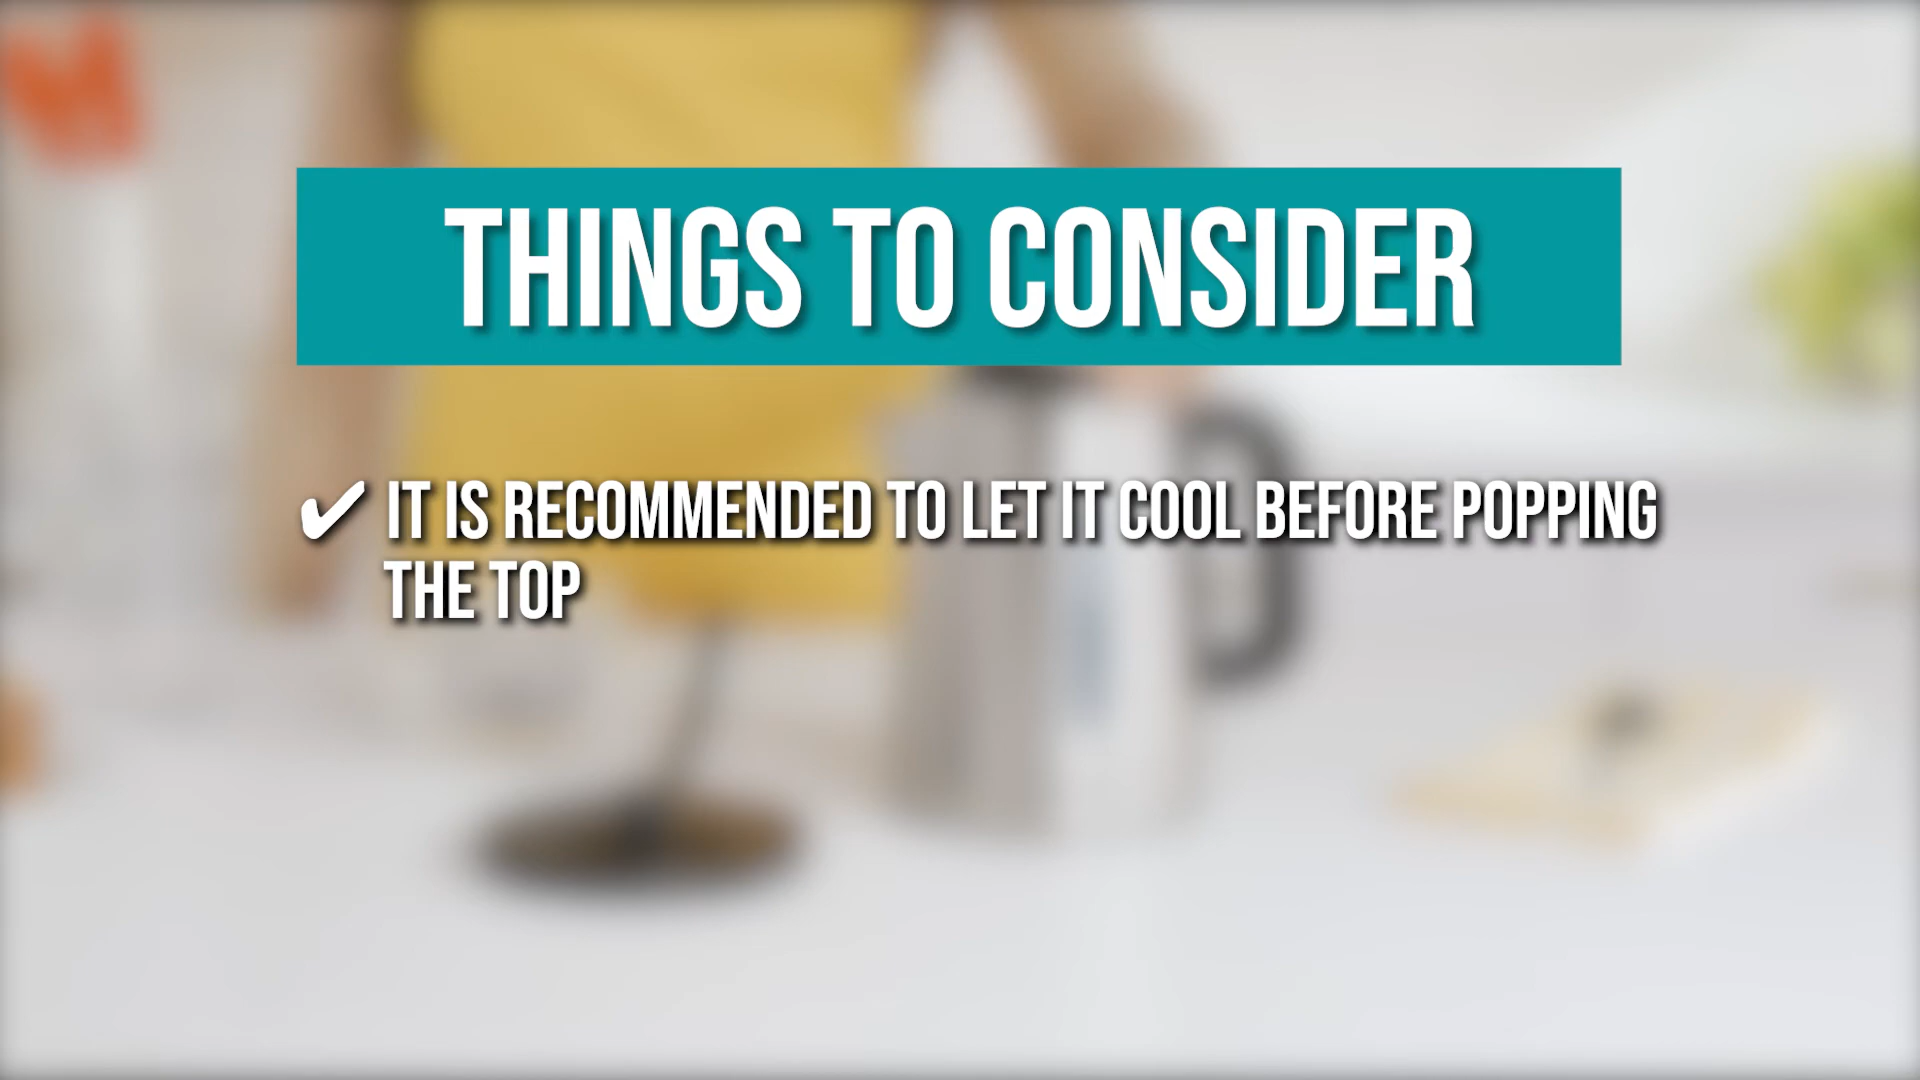 THINGS TO CONSIDER
✔ IT IS RECOMMENDED TO LET IT COOL BEFORE POPPING
THE TOP